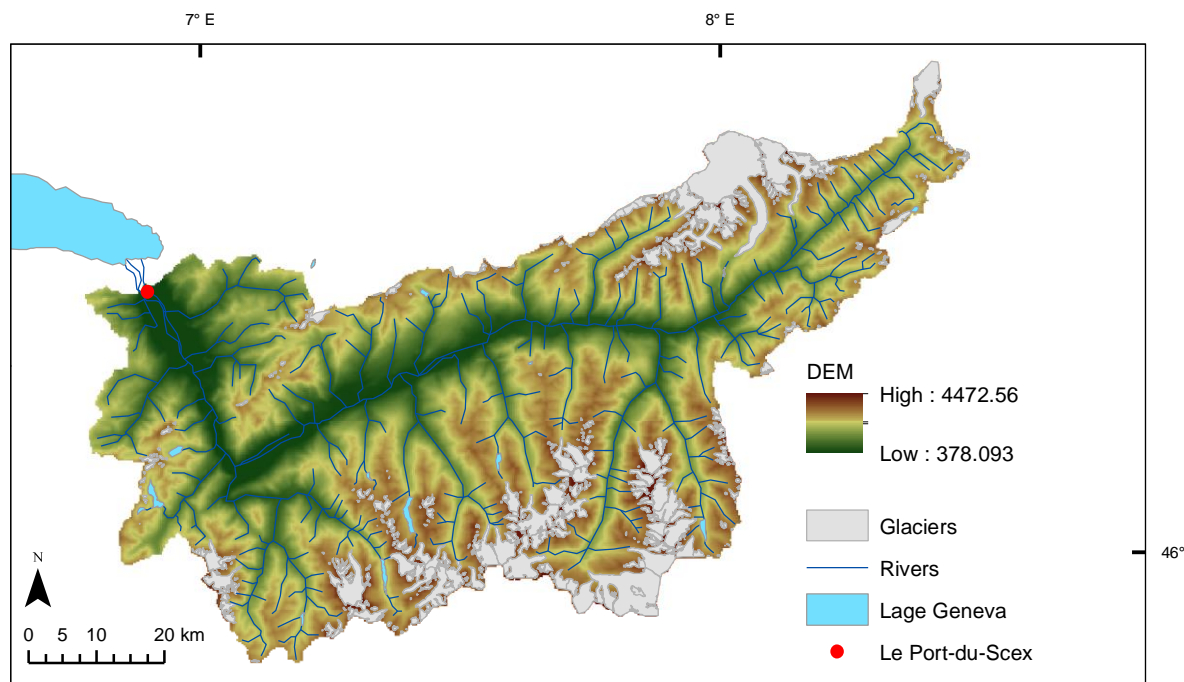 7° E 8° E
DEM
High : 4472.56
Low : 378.093
Glaciers
46°
Rivers
N
Lage Geneva
0 5 10 20 km
Le Port-du-Scex